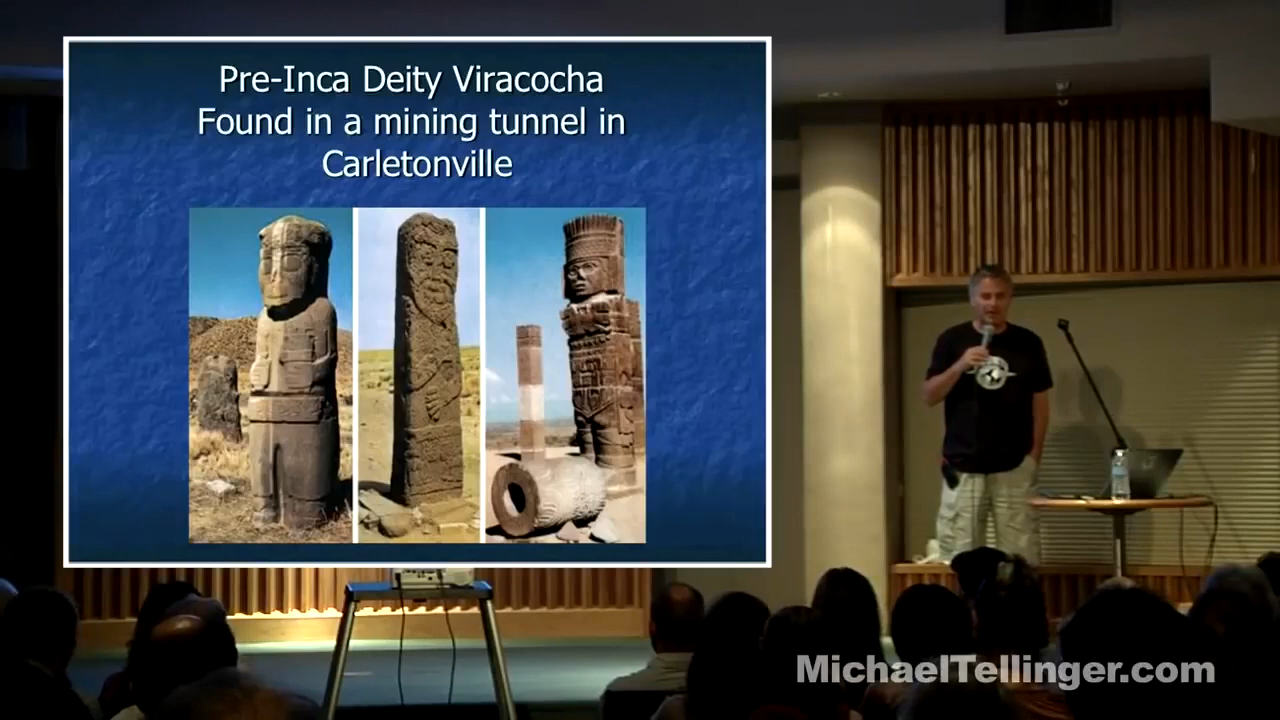 Pre-Inca Deity Viracocha
Found in a mining tunnel in
Carletonville
MichaelTellinger.com